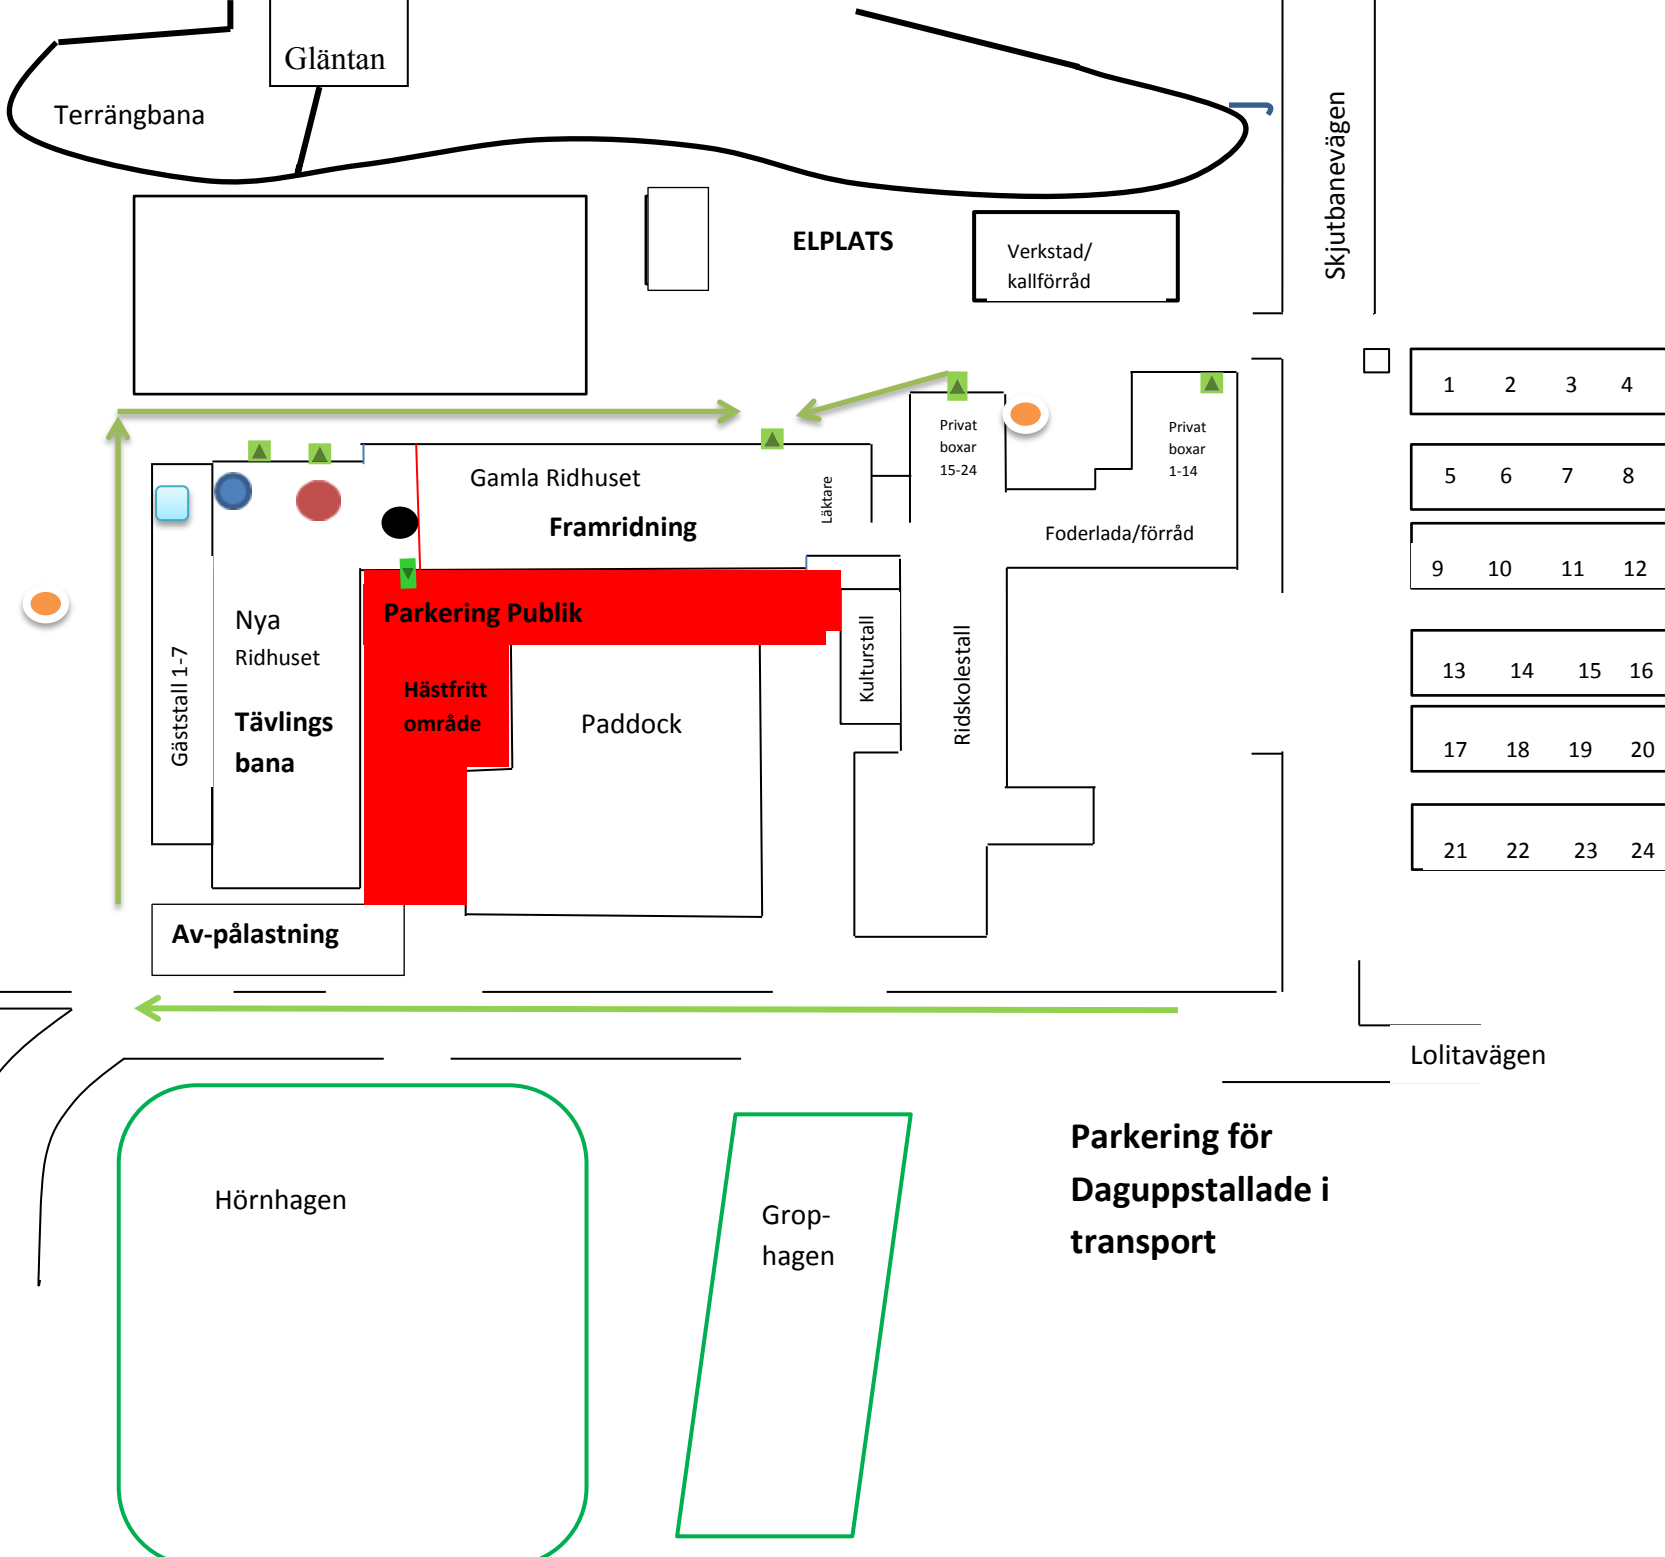 Gläntan
Terrängbana
Skjutbanevägen
ELPLATS
Verkstad/
kallförråd
1 2 3 4
Privat
boxar
15-24
Privat
boxar
1-14
Gamla Ridhuset
Läktare
5 6 7 8
Framridning
Foderlada/förråd
9 10 11 12
Parkering Publik
Nya
Ridhuset
Gäststall 1-7
Kulturstall
Ridskolestall
13 14 15 16
Hästfritt
område
Tävlings
bana
Paddock
17 18 19 20
21 22 23 24
Av-pålastning
Lolitavägen
Parkering för
Daguppstallade i
transport
Hörnhagen
Grop-
hagen